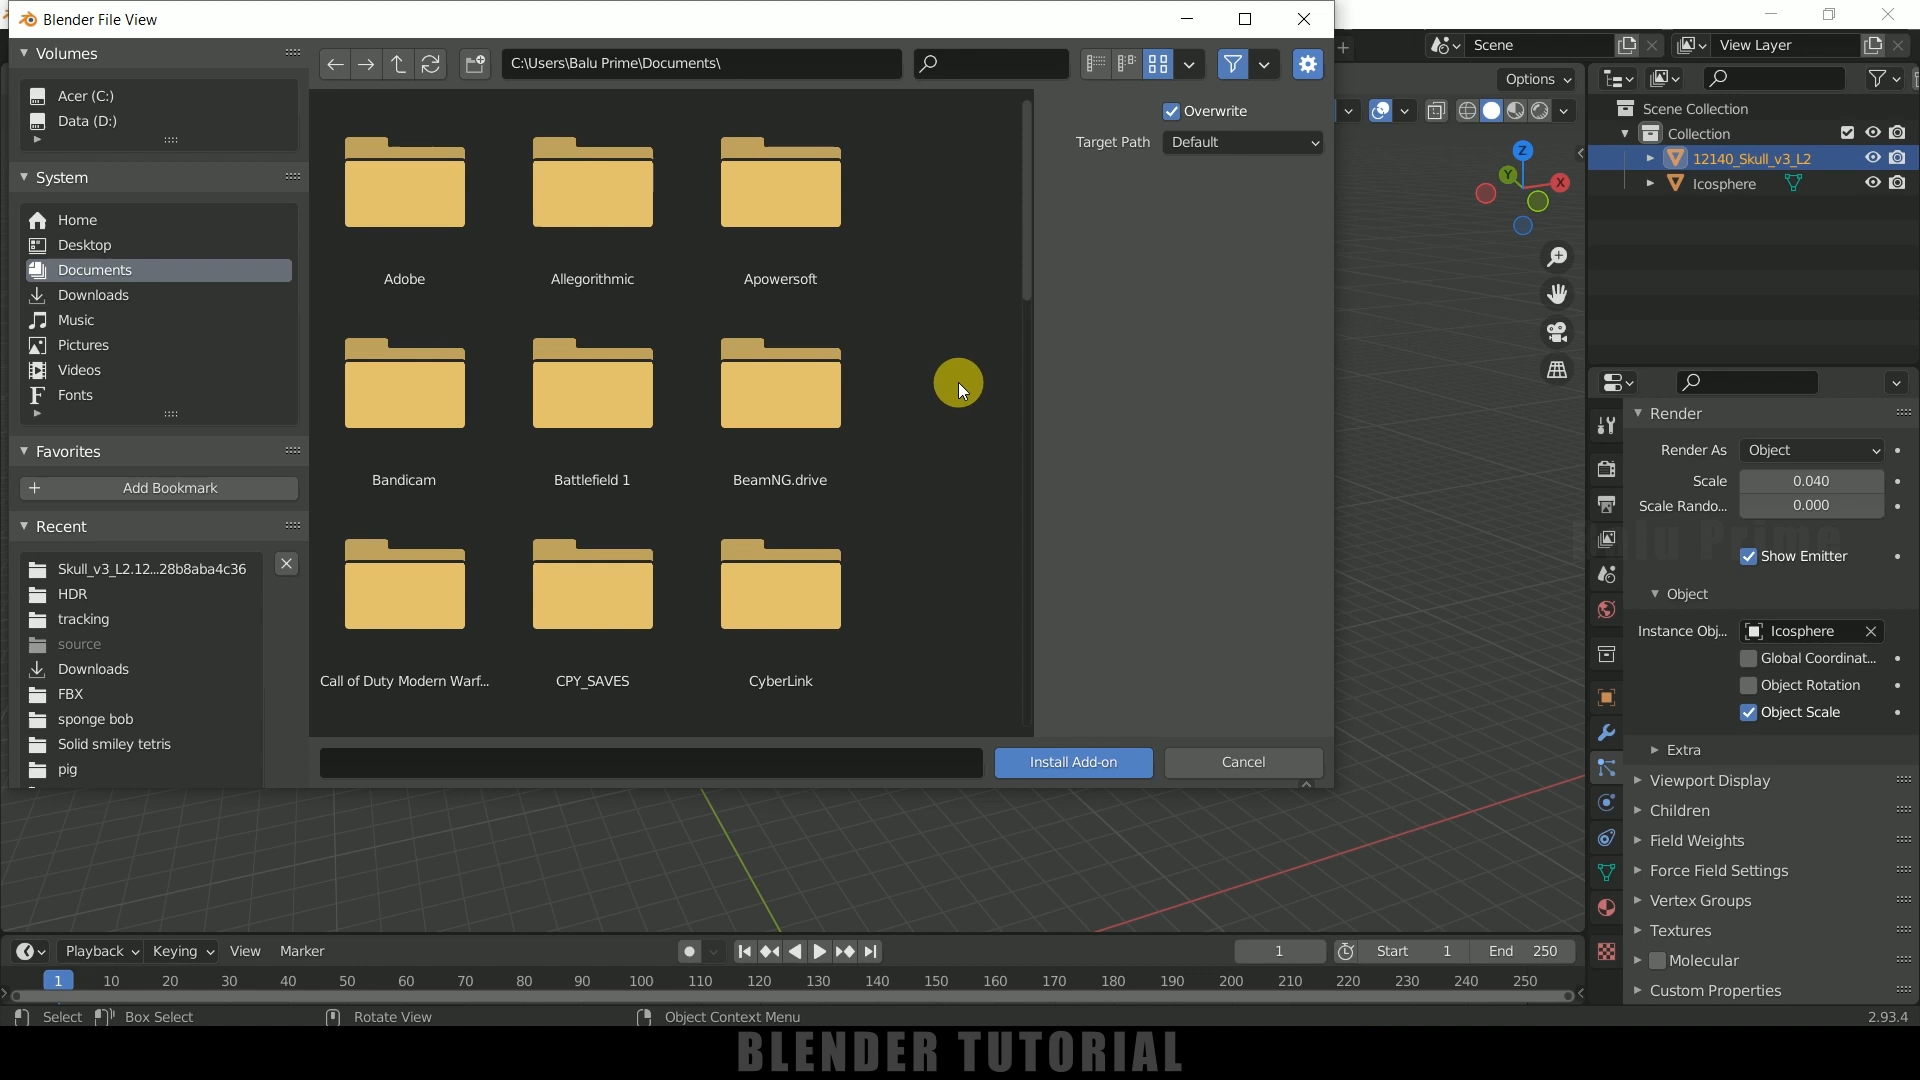 Blender File View
Volumes
Acer (C:)
Data (D:)
System
Home
Desktop
Documents
Downloads
Music
Pictures
Videos
Fonts
Favorites
Add Bookmark
Recent
Skull_v3_L2.12...28b8aba4c36
HDR
tracking
source
Downloads
FBX
sponge bob
Solid smiley tetris
pig
C:\Users\Balu Prime\Documents\
Adobe
Allegorithmic
Apowersoft
Bandicam
Battlefield 1
BeamNG.drive
Call of Duty Modern Warf...
CPY_SAVES
CyberLink
Overwrite
Target Path Default
Install Add-on
Cancel
Scene
View Layer
Options
Z
Y
X
Scene Collection
Collection
12140_Skull_v3_L2
Icosphere
Render
Render As Object
Scale 0.040
Scale Rando... 0.000
Balu Prime
Show Emitter
Object
Instance Obj... Icosphere
Global Coordinat...
Object Rotation
Object Scale
Extra
Viewport Display
Children
Field Weights
Force Field Settings
Vertex Groups
Textures
Molecular
Custom Properties
Playback Keying View Marker
1 Start 1 End 250
1 10 20 30 40 50 60 70 80 90 100 110 120 130 140 150 160 170 180 190 200 210 220 230 240 250
Select Box Select Rotate View Object Context Menu 2.93.4
BLENDER TUTORIAL